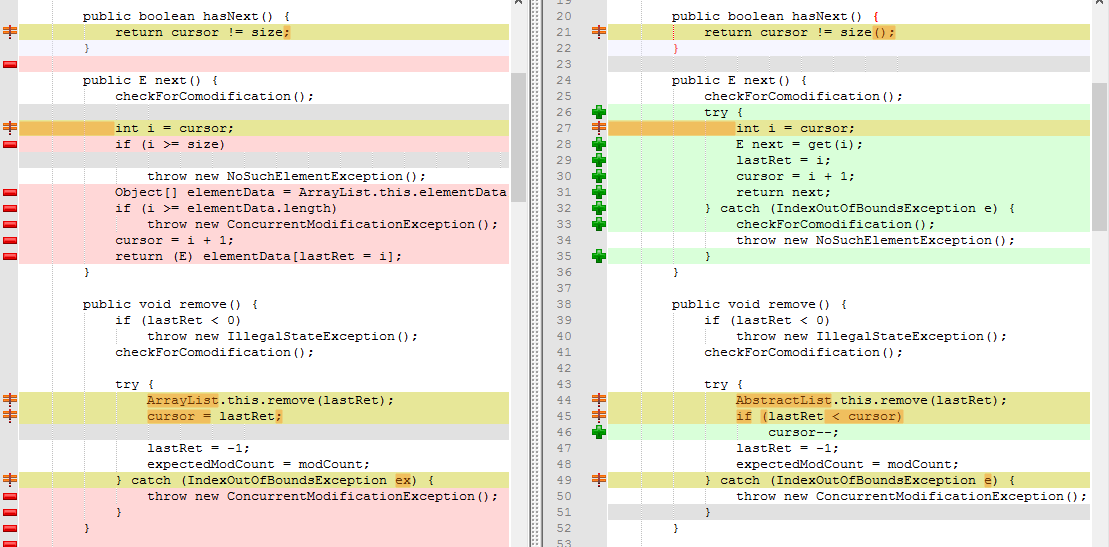 public boolean hasNext() {
return cursor != size;
}
public E next() {
checkForComodification();
int i = cursor;
if (i >= size)
throw new NoSuchElementException();
Object[] elementData = ArrayList.this.elementData
if (i >= elementData.length)
throw new ConcurrentModificationException();
cursor = i + 1;
return (E) elementData[lastRet = i];
}
public void remove() {
if (lastRet < 0)
throw new IllegalStateException();
checkForComodification();
try {
ArrayList.this.remove(lastRet);
cursor = lastRet;
lastRet = -1;
expectedModCount = modCount;
} catch (IndexOutOfBoundsException ex) {
throw new ConcurrentModificationException();
}
}
19
20 public boolean hasNext() {
21 return cursor != size();
22 }
23
24 public E next() {
25 checkForComodification();
26 try {
27 int i = cursor;
28 E next = get(i);
29 lastRet = i;
30 cursor = i + 1;
31 return next;
32 } catch (IndexOutOfBoundsException e) {
33 checkForComodification();
34 throw new NoSuchElementException();
35 }
36 }
37
38 public void remove() {
39 if (lastRet < 0)
40 throw new IllegalStateException();
41 checkForComodification();
42
43 try {
44 AbstractList.this.remove(lastRet);
45 if (lastRet < cursor)
46 cursor--;
47 lastRet = -1;
48 expectedModCount = modCount;
49 } catch (IndexOutOfBoundsException e) {
50 throw new ConcurrentModificationException();
51 }
52 }
53